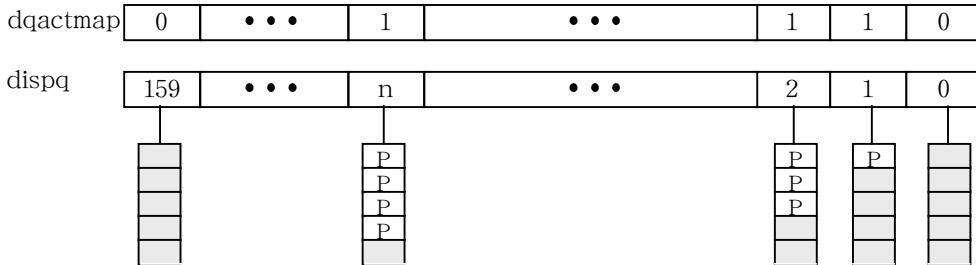 dqactmap 0 ••• 1 ••• 1 1 0
dispq 159 ••• n ••• 2 1 0
P P P
P P
P P
P